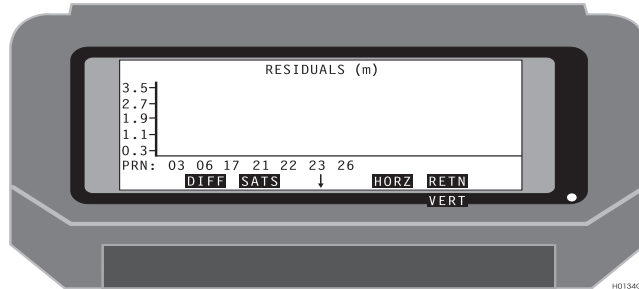 RESIDUALS (m)
3.5
2.7
1.9
1.1
0.3
PRN: 03 06 17 21 22 23 26
DIFF SATS ↓ HORZ RETN
VERT